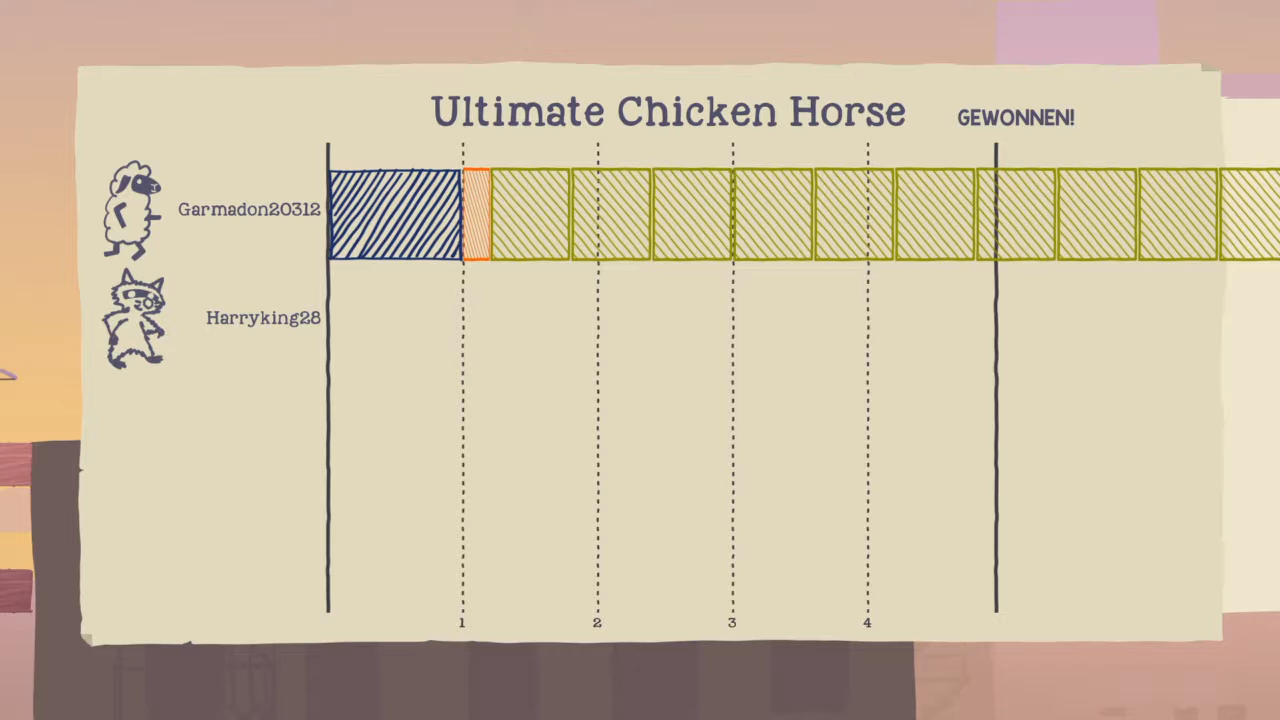 Ultimate Chicken Horse
GEWONNEN!
Garmadon20312
Harryking28
1 2 3 4